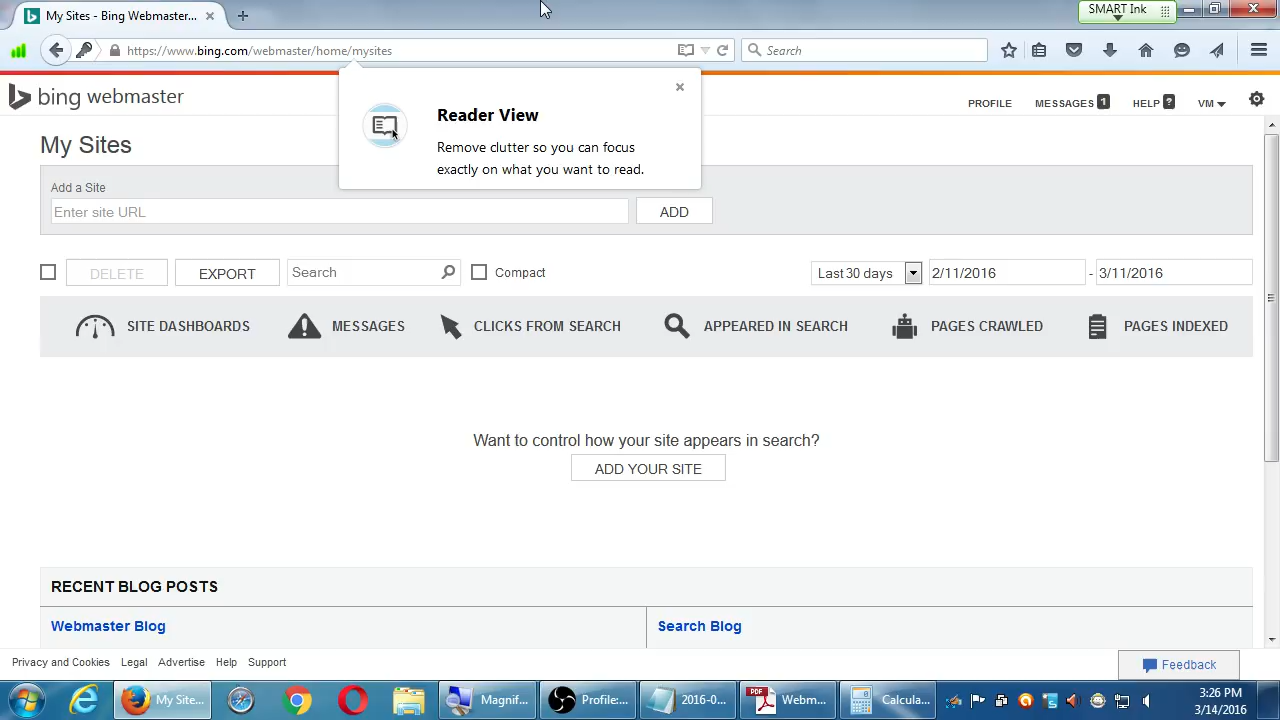 My Sites - Bing Webmaster...
SMART Ink
https://www.bing.com/webmaster/home/mysites
Search
bing webmaster
PROFILE
MESSAGES 1
HELP ?
VM
Reader View
Remove clutter so you can focus
exactly on what you want to read.
My Sites
Add a Site
Enter site URL
ADD
DELETE
EXPORT
Search
Compact
Last 30 days
2/11/2016
- 3/11/2016
SITE DASHBOARDS
MESSAGES
CLICKS FROM SEARCH
APPEARED IN SEARCH
PAGES CRAWLED
PAGES INDEXED
Want to control how your site appears in search?
ADD YOUR SITE
RECENT BLOG POSTS
Webmaster Blog
Search Blog
Privacy and Cookies
Legal
Advertise
Help
Support
Feedback
My Site...
Magnif...
Profile:...
2016-0...
PDF
Webm...
Calcula...
3:26 PM
3/14/2016